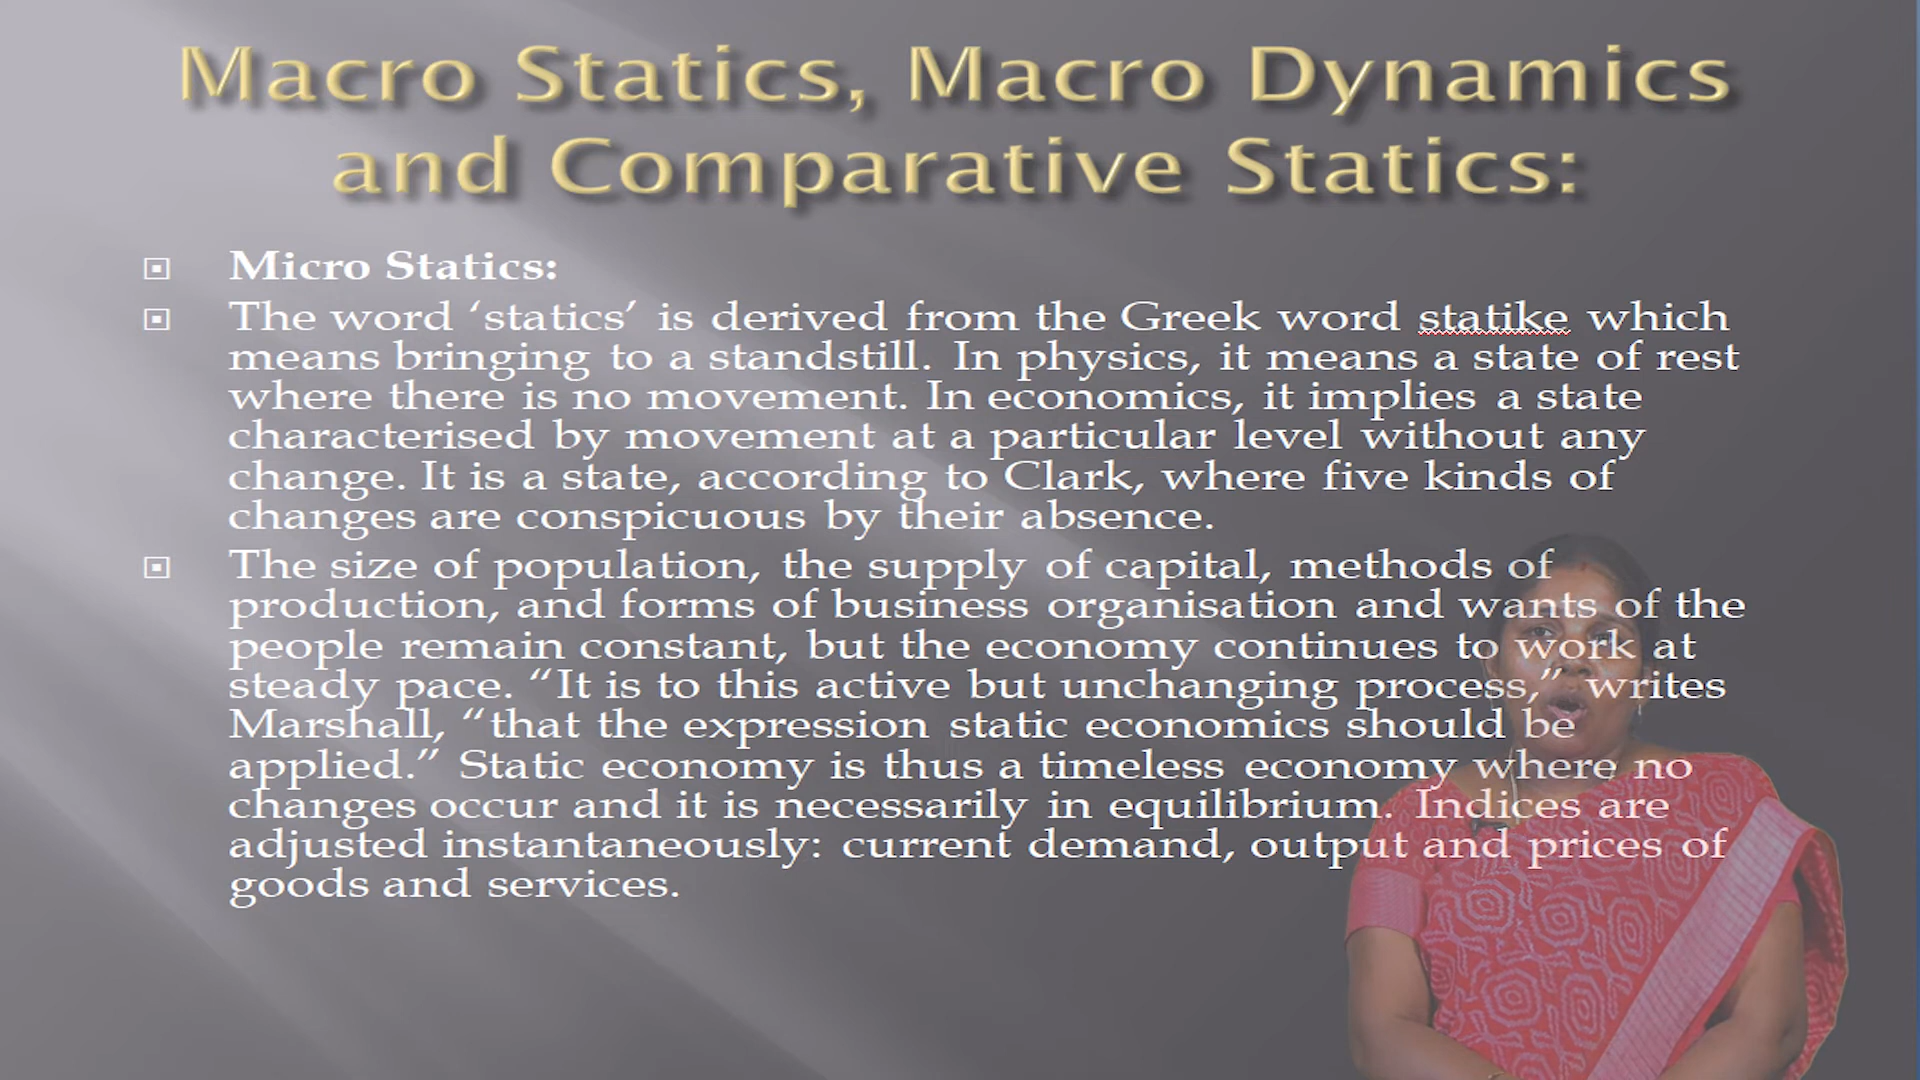 Macro Statics, Macro Dynamics
and Comparative Statics:
Micro Statics:
The word ‘statics’ is derived from the Greek word statike which
means bringing to a standstill. In physics, it means a state of rest
where there is no movement. In economics, it implies a state
characterised by movement at a particular level without any
change. It is a state, according to Clark, where five kinds of
changes are conspicuous by their absence.
The size of population, the supply of capital, methods of
production, and forms of business organisation and wants of the
people remain constant, but the economy continues to work at
steady pace. “It is to this active but unchanging process,” writes
Marshall, “that the expression static economics should be
applied.” Static economy is thus a timeless economy where no
changes occur and it is necessarily in equilibrium. Indices are
adjusted instantaneously: current demand, output and prices of
goods and services.